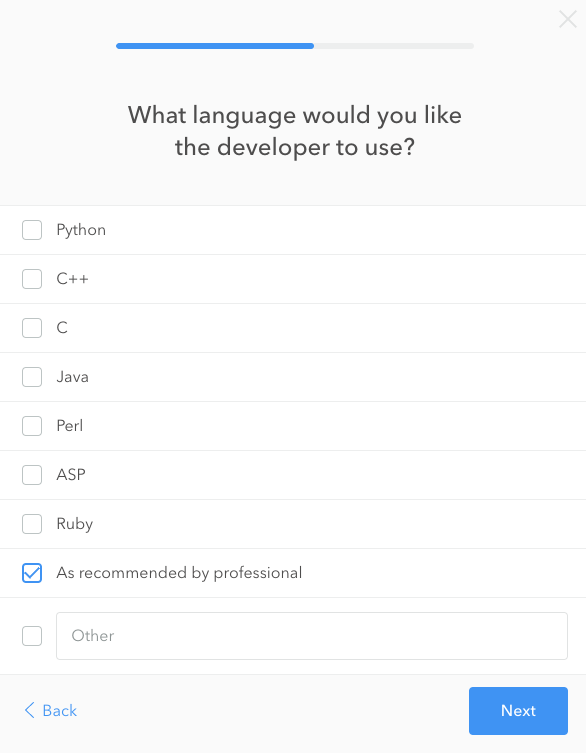 What language would you like
the developer to use?
Python
C++
C
Java
Perl
ASP
Ruby
As recommended by professional
Other
Back
Next